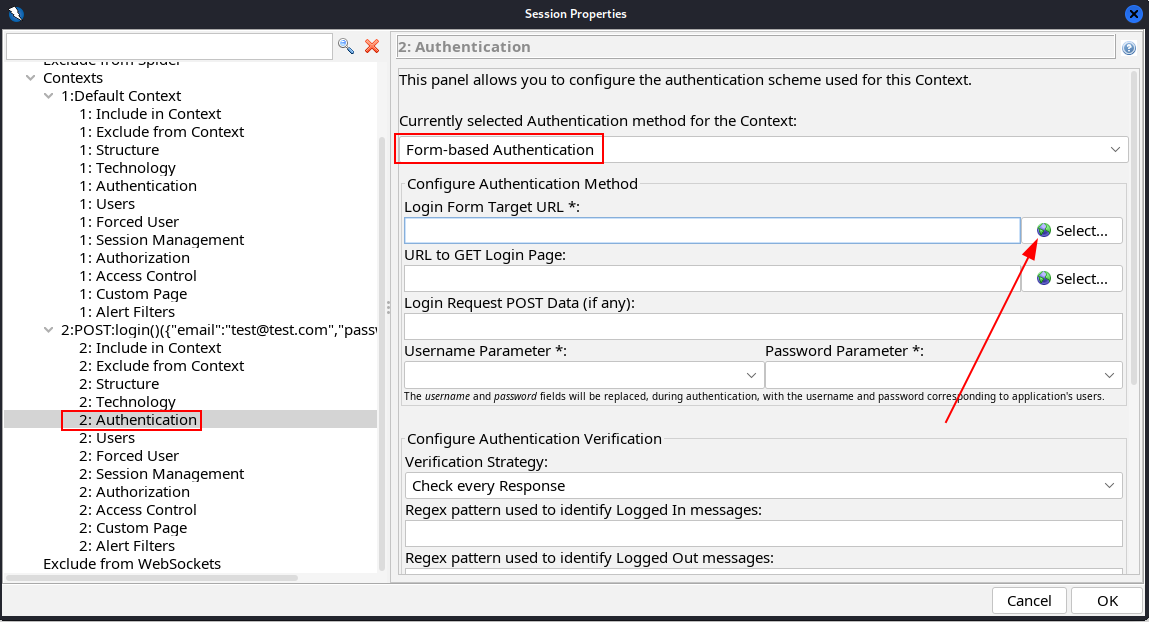 Session Properties
Exclude from Spider
Contexts
1:Default Context
1: Include in Context
1: Exclude from Context
1: Structure
1: Technology
1: Authentication
1: Users
1: Forced User
1: Session Management
1: Authorization
1: Access Control
1: Custom Page
1: Alert Filters
2:POST:login()({"email":"test@test.com","passw
2: Include in Context
2: Exclude from Context
2: Structure
2: Technology
2: Authentication
2: Users
2: Forced User
2: Session Management
2: Authorization
2: Access Control
2: Custom Page
2: Alert Filters
Exclude from WebSockets
2: Authentication
This panel allows you to configure the authentication scheme used for this Context.
Currently selected Authentication method for the Context:
Form-based Authentication
Configure Authentication Method
Login Form Target URL *:
Select...
URL to GET Login Page:
Select...
Login Request POST Data (if any):
Username Parameter *: Password Parameter *:
The username and password fields will be replaced, during authentication, with the username and password corresponding to application's users.
Configure Authentication Verification
Verification Strategy:
Check every Response
Regex pattern used to identify Logged In messages:
Regex pattern used to identify Logged Out messages:
Cancel OK